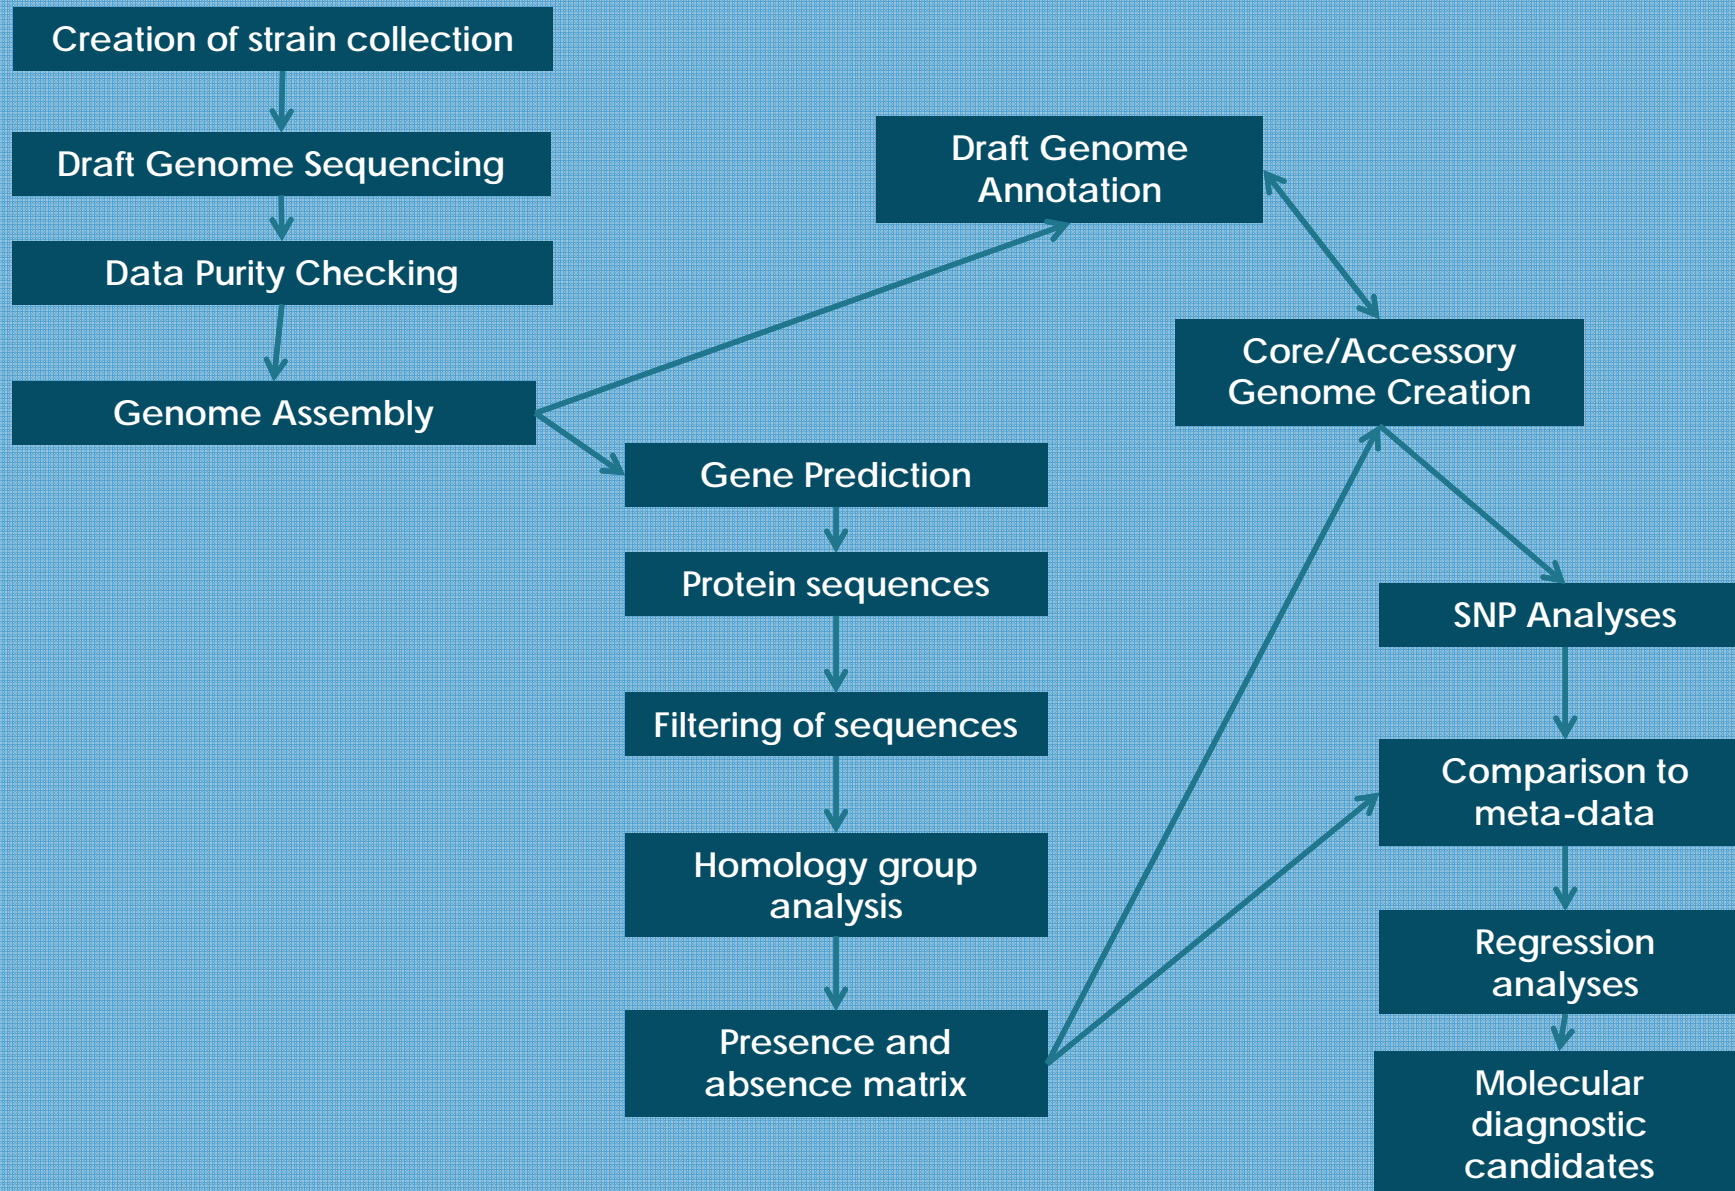 Creation of strain collection
Draft Genome Sequencing
Data Purity Checking
Genome Assembly
Draft Genome
Annotation
Core/Accessory
Genome Creation
Gene Prediction
Protein sequences
Filtering of sequences
Homology group
analysis
Presence and
absence matrix
SNP Analyses
Comparison to
meta-data
Regression
analyses
Molecular
diagnostic
candidates